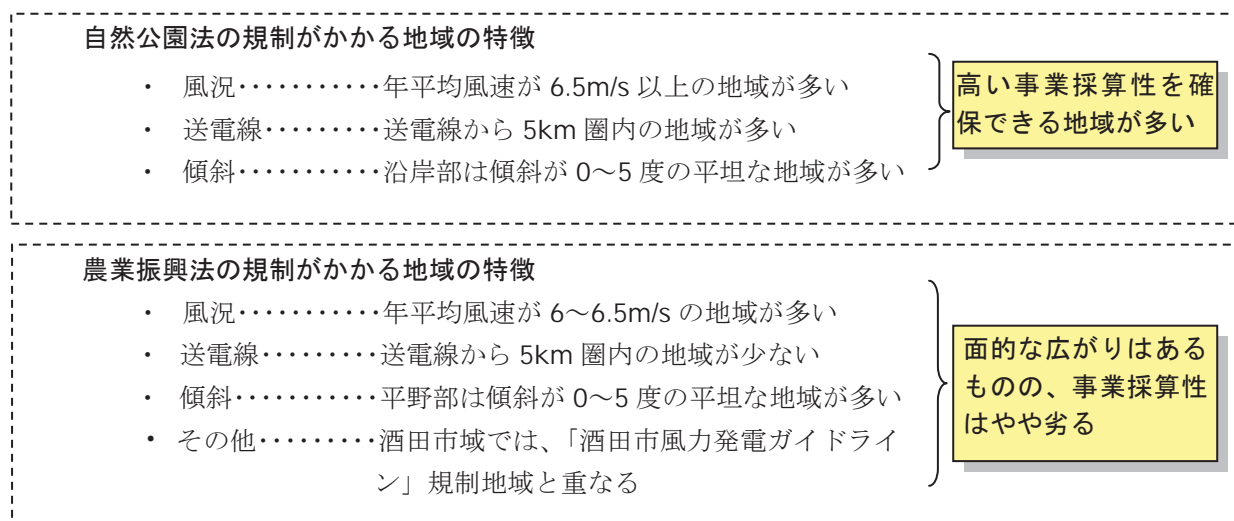 自然公園法の規制がかかる地域の特徴
・ 風況‥‥‥‥‥・年平均風速が 6.5m/s 以上の地域が多い
・ 送電線‥‥‥‥・送電線から 5km 圏内の地域が多い
・ 傾斜‥‥‥‥‥・沿岸部は傾斜が 0～5 度の平坦な地域が多い
高い事業採算性を確
保できる地域が多い
農業振興法の規制がかかる地域の特徴
・ 風況‥‥‥‥‥・年平均風速が 6～6.5m/s の地域が多い
・ 送電線‥‥‥‥・送電線から 5km 圏内の地域が少ない
・ 傾斜‥‥‥‥‥・平野部は傾斜が 0～5 度の平坦な地域が多い
・ その他‥‥‥‥・酒田市域では、「酒田市風力発電ガイドライ
ン」規制地域と重なる
面的な広がりはある
ものの、事業採算性
はやや劣る